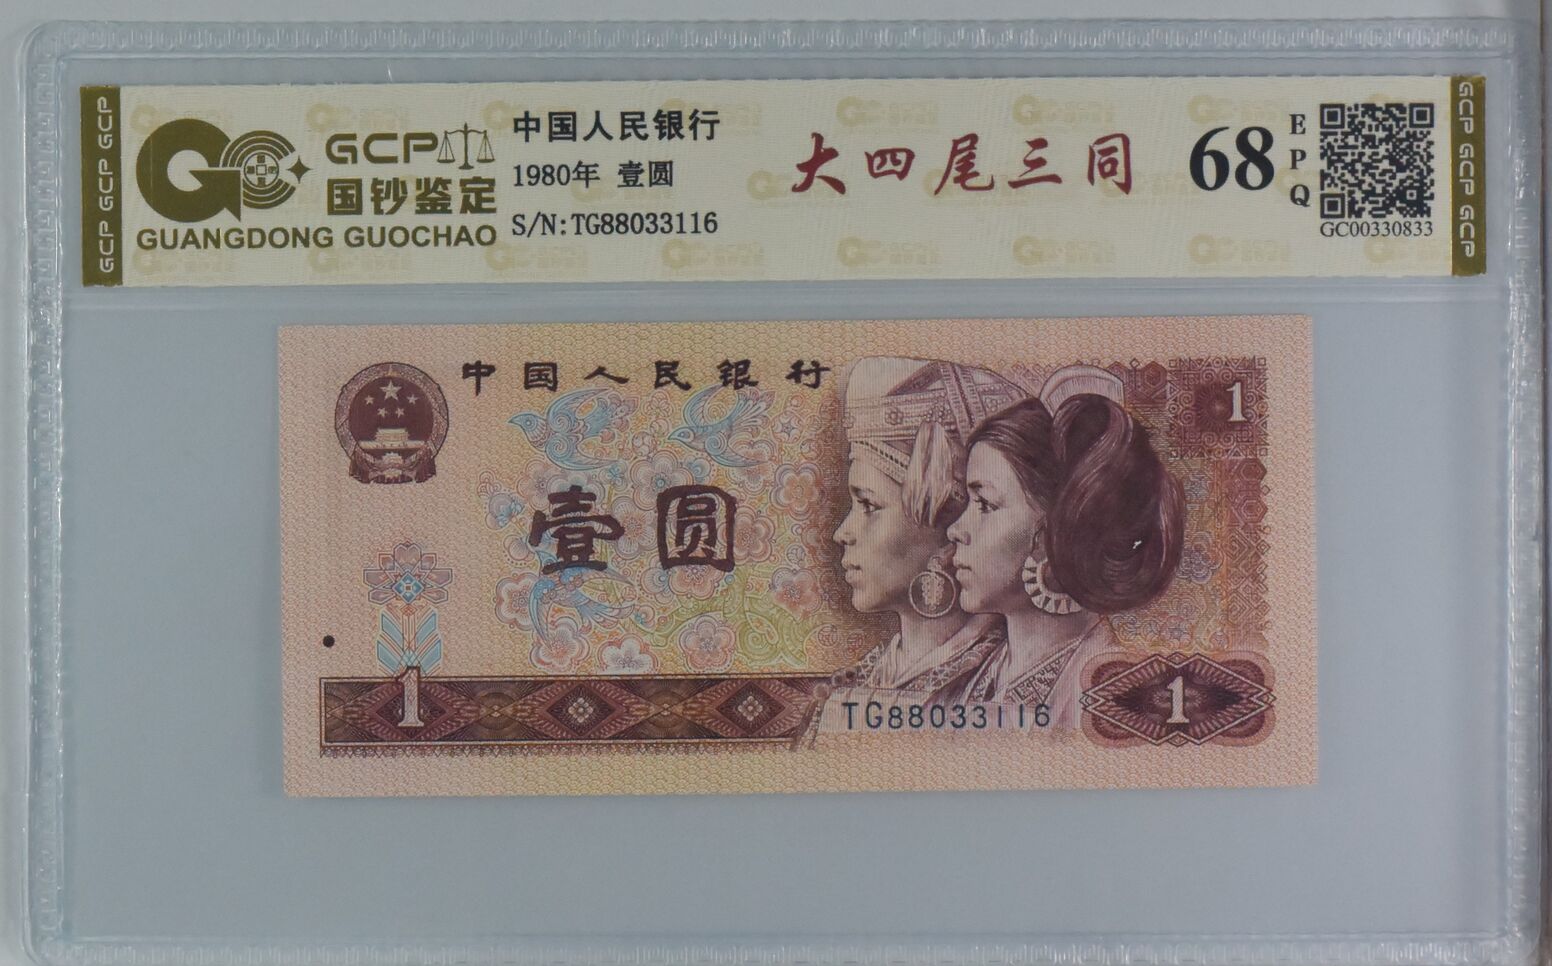 GCP GCP GCP
GCP
国钞鉴定
GUANGDONG GUOCHAO
中国人民银行
1980年 壹圆
S/N:TG88033116
大四尾三同
68
EPQ
GC00330833
GCP GCP GCP
中国人民银行
1
壹圆
1
TG88033116
1